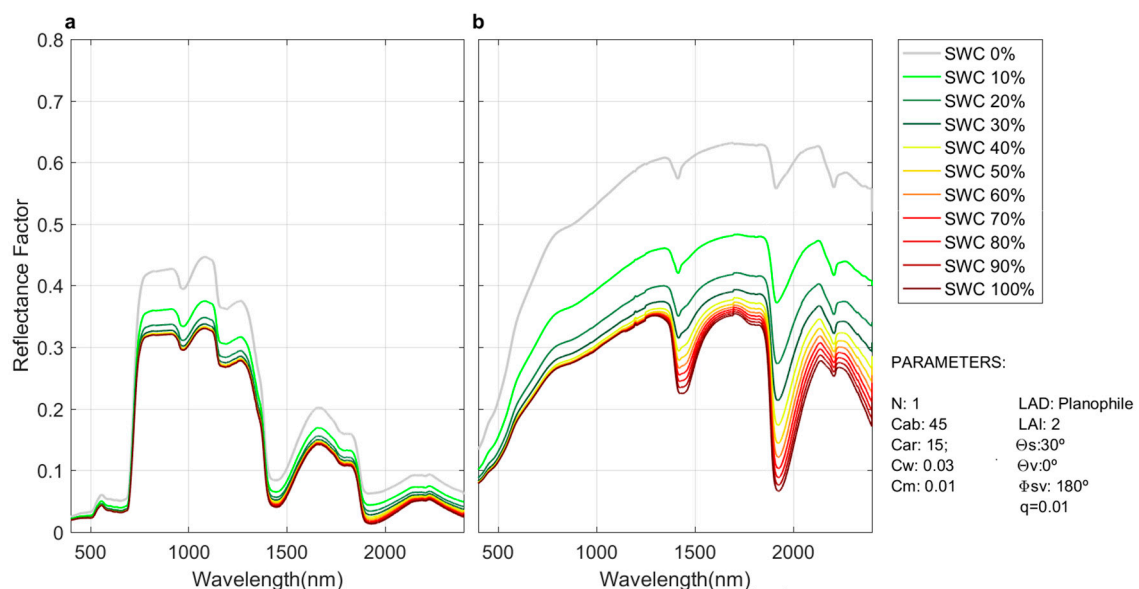 a
b
0.8
0.7
0.6
0.5
0.4
0.3
0.2
0.1
0
Reflectance Factor
500
1000
1500
2000
Wavelength(nm)
500
1000
1500
2000
Wavelength(nm)
SWC 0%
SWC 10%
SWC 20%
SWC 30%
SWC 40%
SWC 50%
SWC 60%
SWC 70%
SWC 80%
SWC 90%
SWC 100%
PARAMETERS:
N: 1
Cab: 45
Car: 15;
Cw: 0.03
Cm: 0.01
LAD: Planophile
LAI: 2
Θs:30º
Θv:0º
Φsv: 180º
q=0.01